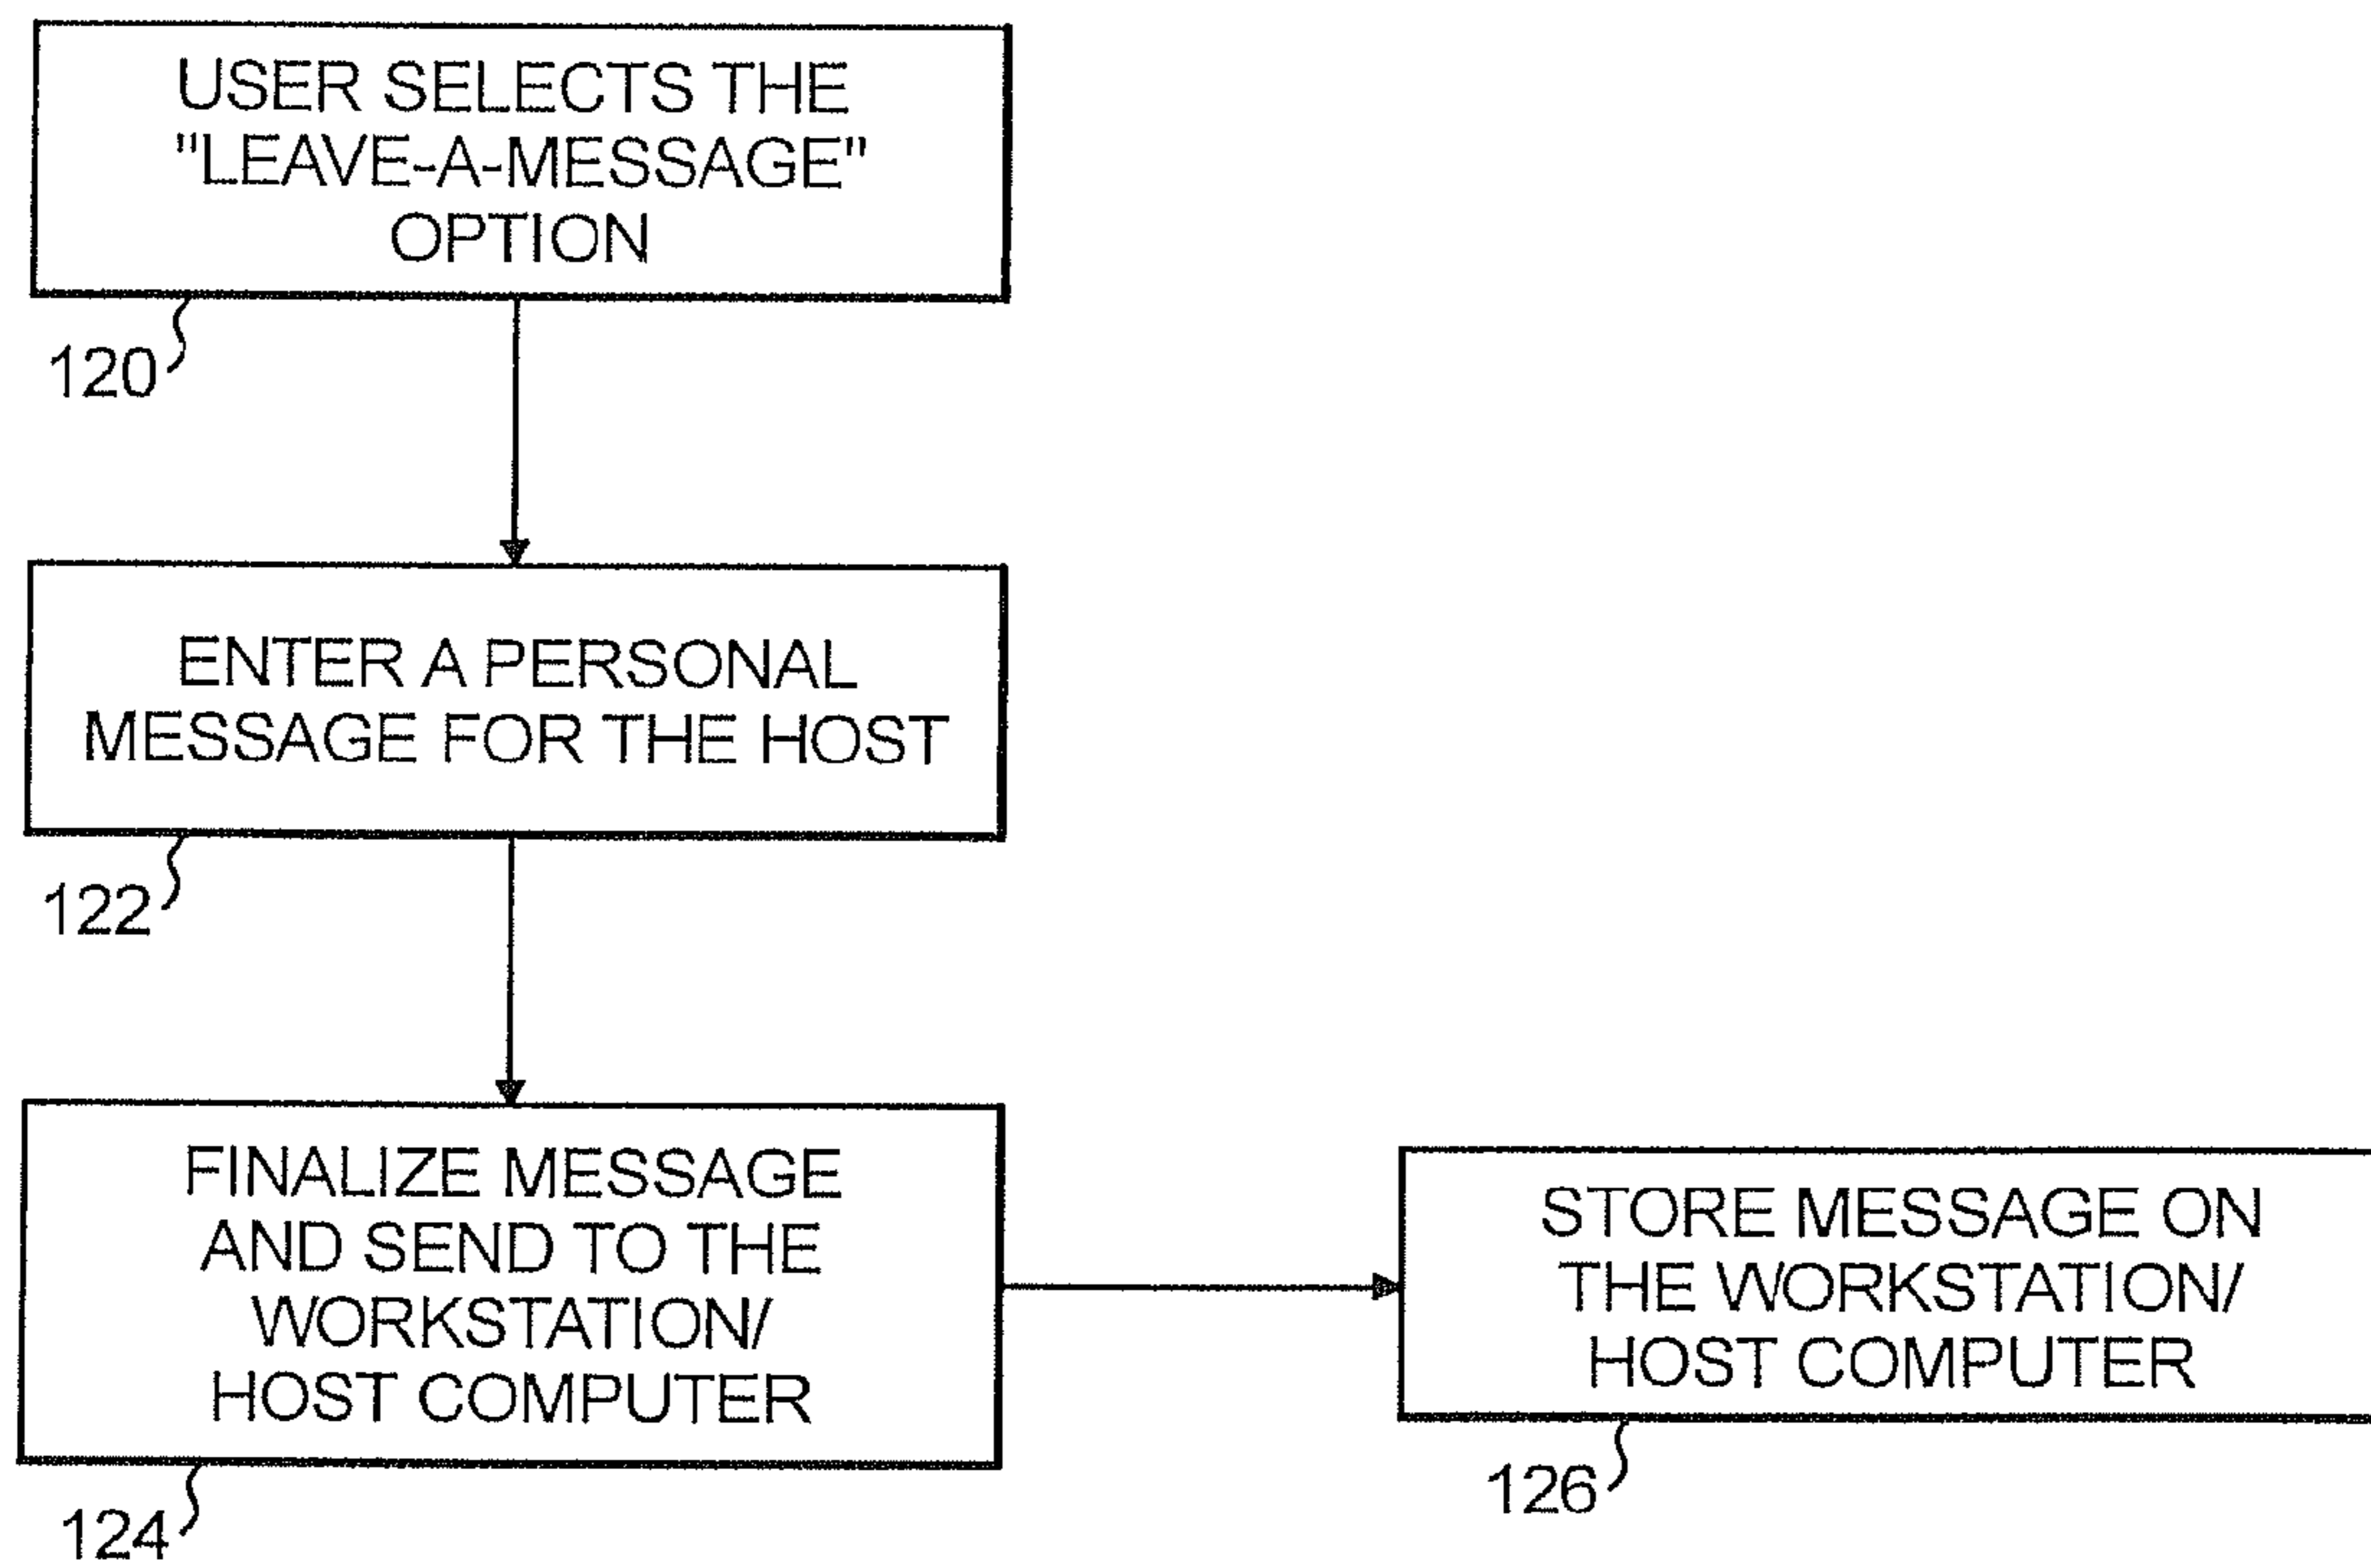 USER SELECTS THE
"LEAVE-A-MESSAGE"
OPTION
120
ENTER A PERSONAL
MESSAGE FOR THE HOST
122
FINALIZE MESSAGE
AND SEND TO THE
WORKSTATION/
HOST COMPUTER
124
STORE MESSAGE ON
THE WORKSTATION/
HOST COMPUTER
126